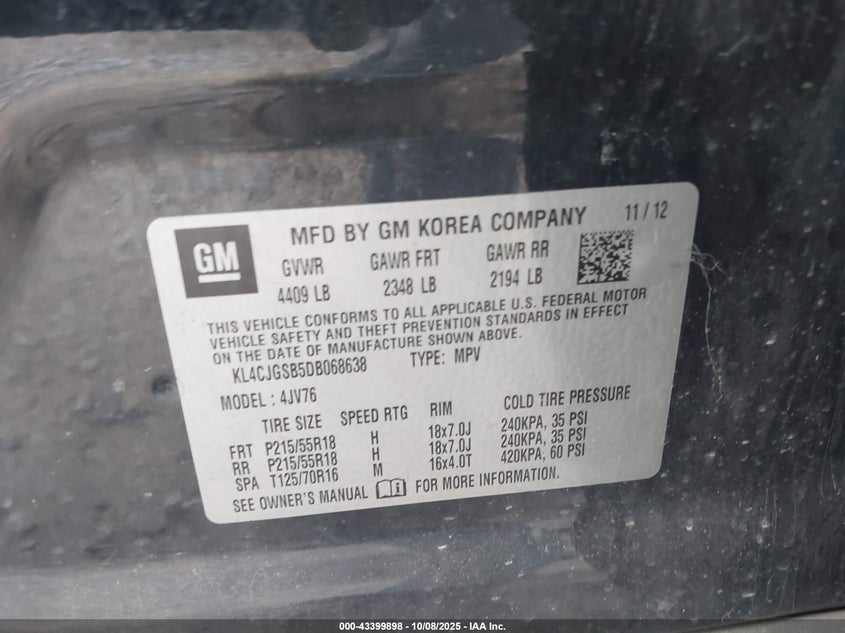 GM
MFD BY GM KOREA COMPANY 11 / 12
GVWR GAWR FRT GAWR RR
4409 LB 2348 LB 2194 LB
THIS VEHICLE CONFORMS TO ALL APPLICABLE U.S. FEDERAL MOTOR
VEHICLE SAFETY AND THEFT PREVENTION STANDARDS IN EFFECT
ON THE DATE OF MANUFACTURE SHOWN ABOVE.
KL4CJGSB5DB068638 TYPE: MPV
MODEL : 4JV76
TIRE SIZE SPEED RTG RIM COLD TIRE PRESSURE
FRT P215/55R18 H 18x7.0J 240KPA, 35 PSI
RR P215/55R18 H 18x7.0J 240KPA, 35 PSI
SPA T125/70R16 M 16x4.0T 420KPA, 60 PSI
SEE OWNER'S MANUAL FOR MORE INFORMATION.
000-43399898 - 10/08/2025 - IAA Inc.